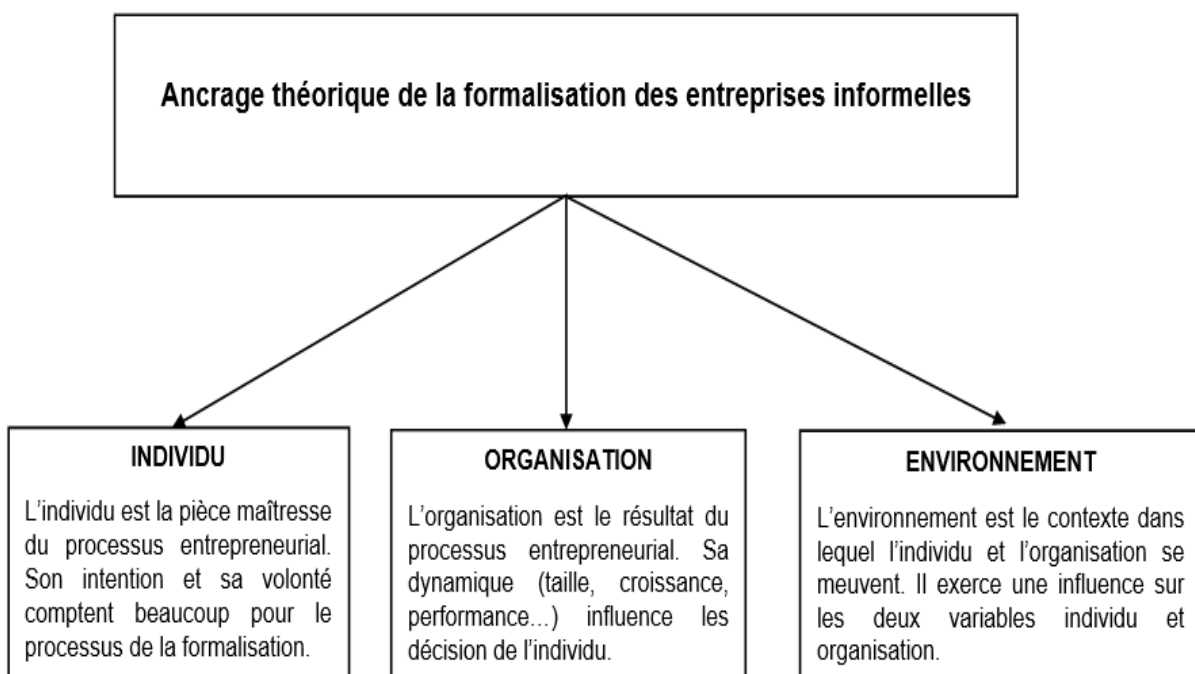 Ancrage théorique de la formalisation des entreprises informelles
INDIVIDU
L'individu est la pièce maîtresse
du processus entrepreneurial.
Son intention et sa volonté
comptent beaucoup pour le
processus de la formalisation.
ORGANISATION
L'organisation est le résultat du
processus entrepreneurial. Sa
dynamique (taille, croissance,
performance…) influence les
décision de l'individu.
ENVIRONNEMENT
L'environnement est le contexte dans
lequel l'individu et l'organisation se
meuvent. Il exerce une influence sur
les deux variables individu et
organisation.